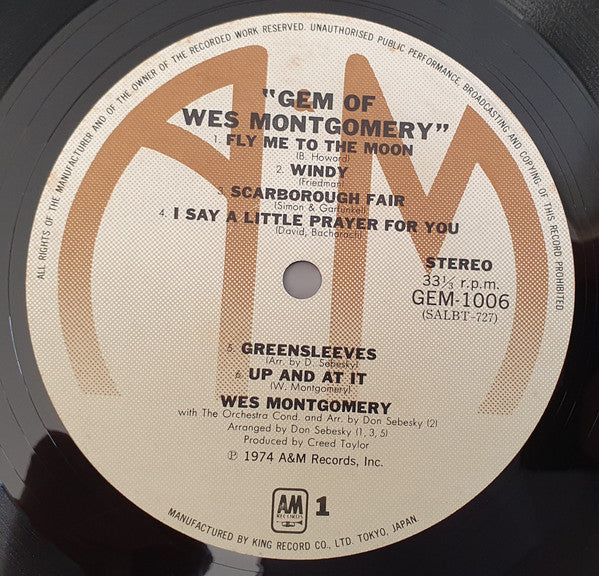 ALL RIGHTS OF THE MANUFACTURER AND OF THE OWNER OF THE RECORDED WORK RESERVED. UNAUTHORISED PUBLIC PERFORMANCE, BROADCASTING AND COPYING OF THIS RECORD PROHIBITED.
"GEM OF
WES MONTGOMERY"
1. FLY ME TO THE MOON
(B. Howard)
2. WINDY
(Friedman)
3. SCARBOROUGH FAIR
(Simon & Garfunkel)
4. I SAY A LITTLE PRAYER FOR YOU
(David, Bacharach)
STEREO
33⅓ r.p.m.
GEM-1006
(SALBT-727)
5. GREENSLEEVES
(Arr. by D. Sebesky)
6. UP AND AT IT
(W. Montgomery)
WES MONTGOMERY
with The Orchestra Cond. and Arr. by Don Sebesky (2)
Arranged by Don Sebesky (1, 3, 5)
Produced by Creed Taylor
℗ 1974 A&M Records, Inc.
AM
RECORDS
1
MANUFACTURED BY KING RECORD CO., LTD. TOKYO, JAPAN.